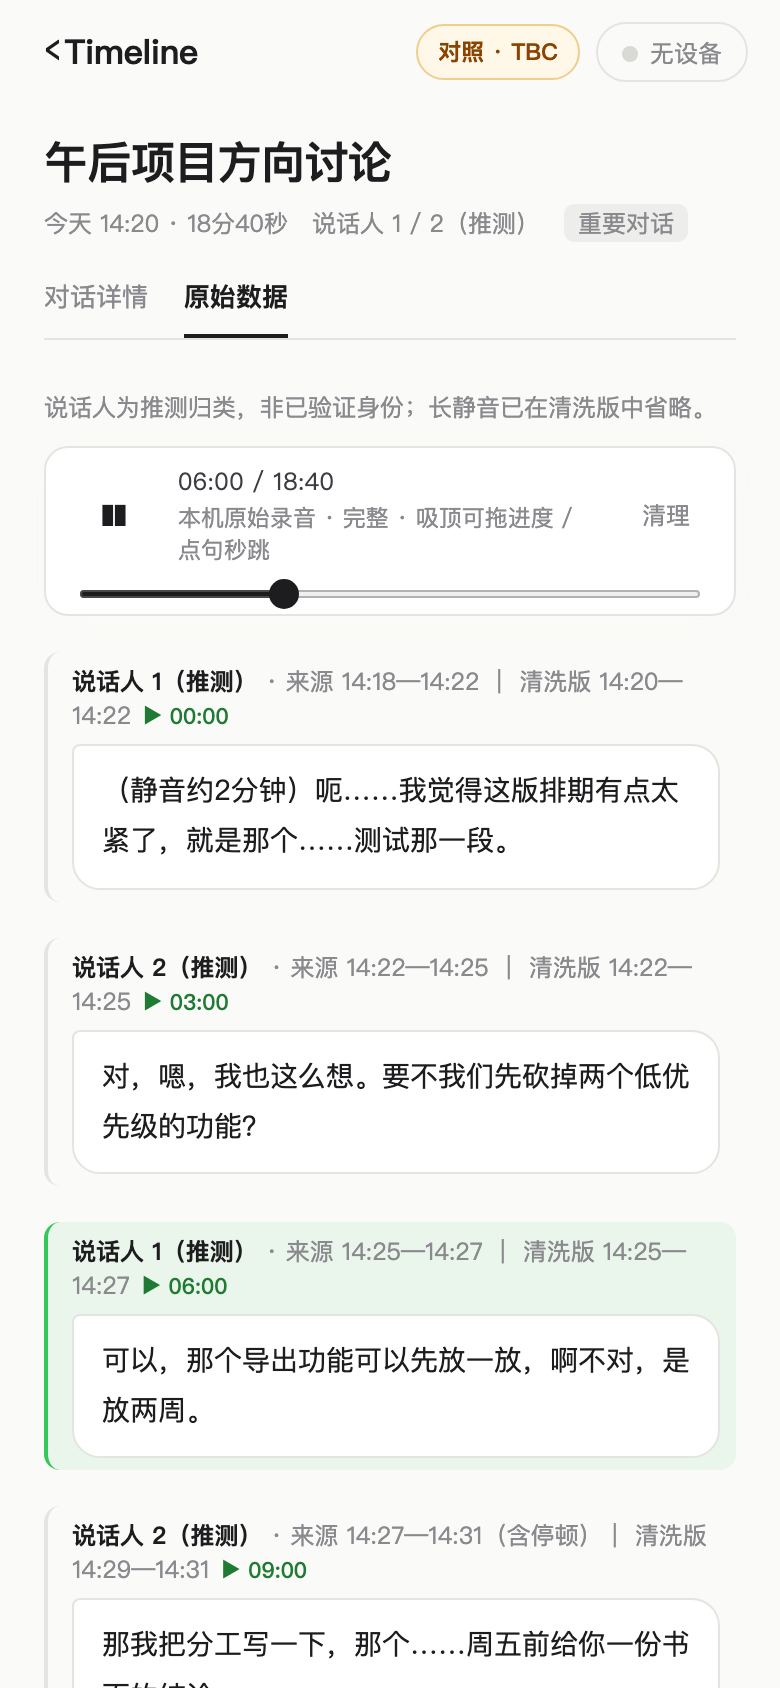 <Timeline
对照 · TBC
无设备
午后项目方向讨论
今天 14:20 · 18分40秒 说话人 1 / 2（推测） 重要对话
对话详情 原始数据
说话人为推测归类，非已验证身份；长静音已在清洗版中省略。
06:00 / 18:40
本机原始录音 · 完整 · 吸顶可拖进度 /
点句秒跳
清理
说话人 1（推测） · 来源 14:18—14:22 ｜ 清洗版 14:20—
14:22 ▶ 00:00
（静音约2分钟）呃……我觉得这版排期有点太
紧了，就是那个……测试那一段。
说话人 2（推测） · 来源 14:22—14:25 ｜ 清洗版 14:22—
14:25 ▶ 03:00
对，嗯，我也这么想。要不我们先砍掉两个低优
先级的功能？
说话人 1（推测） · 来源 14:25—14:27 ｜ 清洗版 14:25—
14:27 ▶ 06:00
可以，那个导出功能可以先放一放，啊不对，是
放两周。
说话人 2（推测） · 来源 14:27—14:31（含停顿） ｜ 清洗版
14:29—14:31 ▶ 09:00
那我把分工写一下，那个……周五前给你一份书